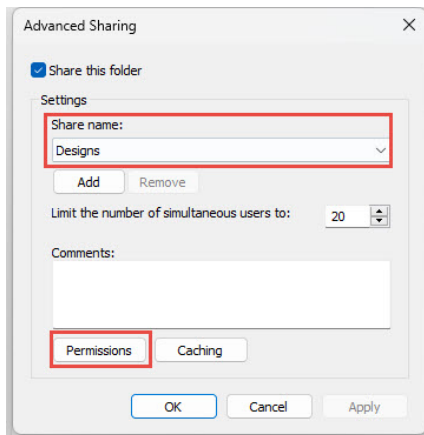 Advanced Sharing
Share this folder
Settings
Share name:
Designs
Add Remove
Limit the number of simultaneous users to: 20
Comments:
Permissions Caching
OK Cancel Apply